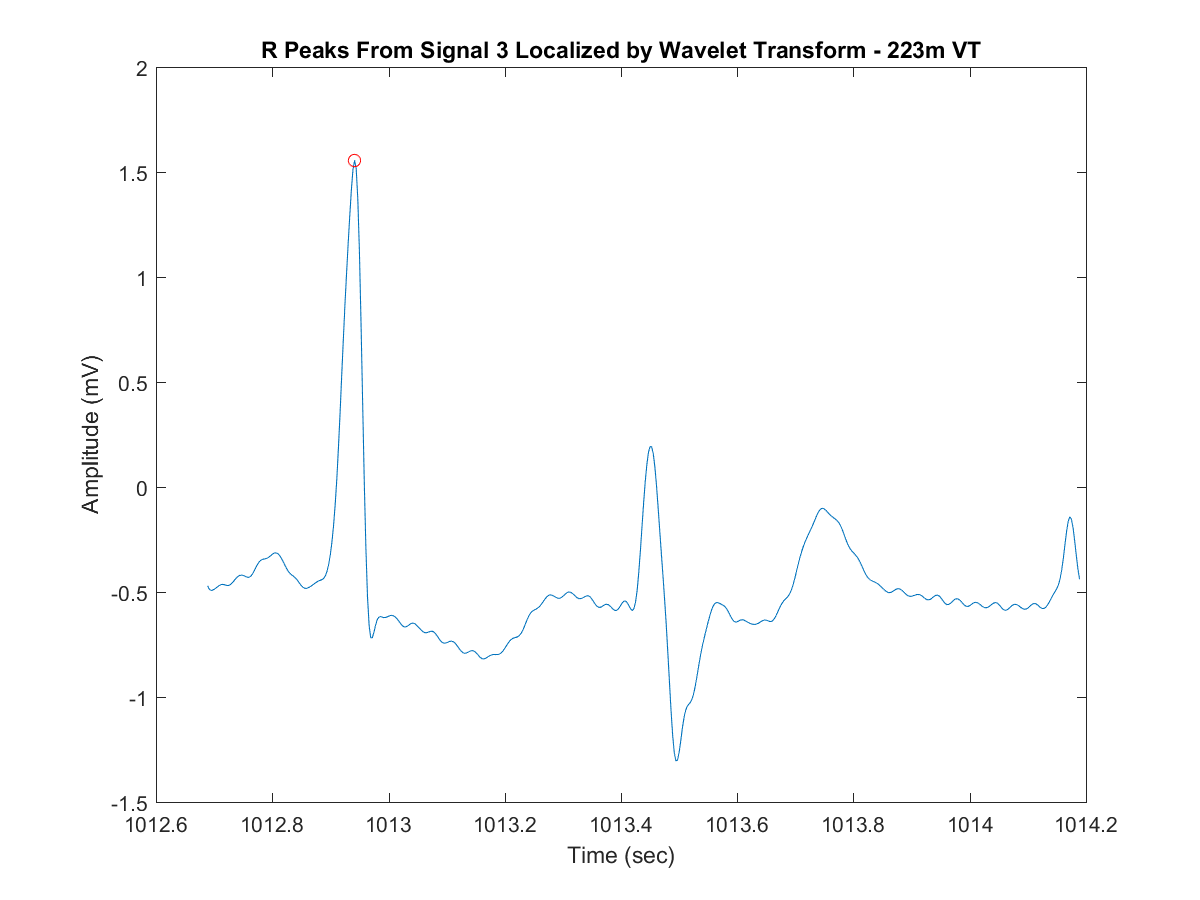 R Peaks From Signal 3 Localized by Wavelet Transform - 223m VT
2
1.5
1
0.5
0
-0.5
-1
-1.5
Amplitude (mV)
1012.6 1012.8 1013 1013.2 1013.4 1013.6 1013.8 1014 1014.2
Time (sec)